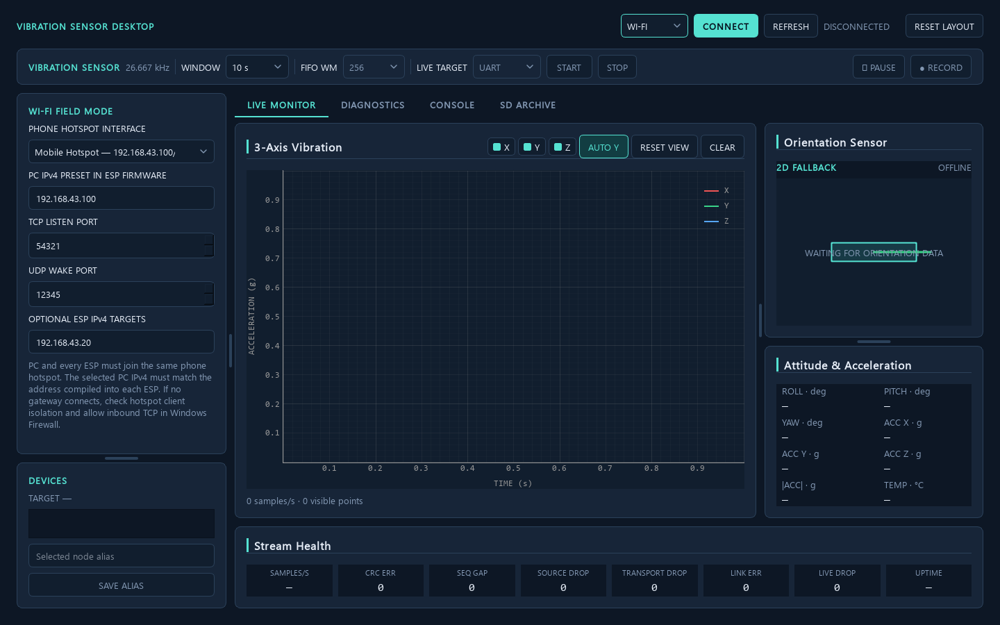 VIBRATION SENSOR DESKTOP
WI-FI
CONNECT
REFRESH
DISCONNECTED
RESET LAYOUT
VIBRATION SENSOR
26.667 kHz
WINDOW
10 s
FIFO WM
256
LIVE TARGET
UART
START
STOP
PAUSE
● RECORD
WI-FI FIELD MODE
PHONE HOTSPOT INTERFACE
Mobile Hotspot — 192.168.43.100/
PC IPv4 PRESET IN ESP FIRMWARE
192.168.43.100
TCP LISTEN PORT
54321
UDP WAKE PORT
12345
OPTIONAL ESP IPv4 TARGETS
192.168.43.20
PC and every ESP must join the same phone
hotspot. The selected PC IPv4 must match the
address compiled into each ESP. If no
gateway connects, check hotspot client
isolation and allow inbound TCP in Windows
Firewall.
DEVICES
TARGET —
Selected node alias
SAVE ALIAS
LIVE MONITOR
DIAGNOSTICS
CONSOLE
SD ARCHIVE
3-Axis Vibration
X
Y
Z
AUTO Y
RESET VIEW
CLEAR
X
Y
Z
0.9
0.8
0.7
0.6
0.5
0.4
0.3
0.2
0.1
ACCELERATION (g)
0.1
0.2
0.3
0.4
0.5
0.6
0.7
0.8
0.9
TIME (s)
0 samples/s · 0 visible points
Orientation Sensor
2D FALLBACK
OFFLINE
WAITING FOR ORIENTATION DATA
Attitude & Acceleration
ROLL · deg
PITCH · deg
—
—
YAW · deg
ACC X · g
—
—
ACC Y · g
ACC Z · g
—
—
|ACC| · g
TEMP · °C
—
—
Stream Health
SAMPLES/S
CRC ERR
SEQ GAP
SOURCE DROP
TRANSPORT DROP
LINK ERR
LIVE DROP
UPTIME
—
0
0
0
0
0
0
—